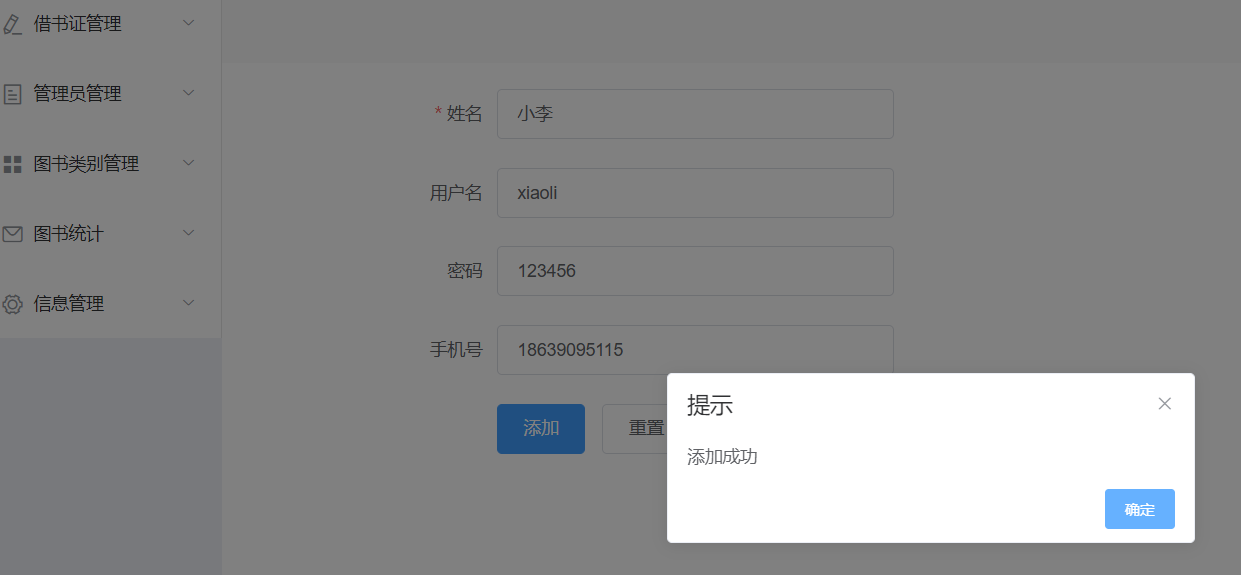 借书证管理
管理员管理
图书类别管理
图书统计
信息管理
* 姓名 小李
用户名 xiaoli
密码 123456
手机号 18639095115
添加 重置
提示
添加成功
确定